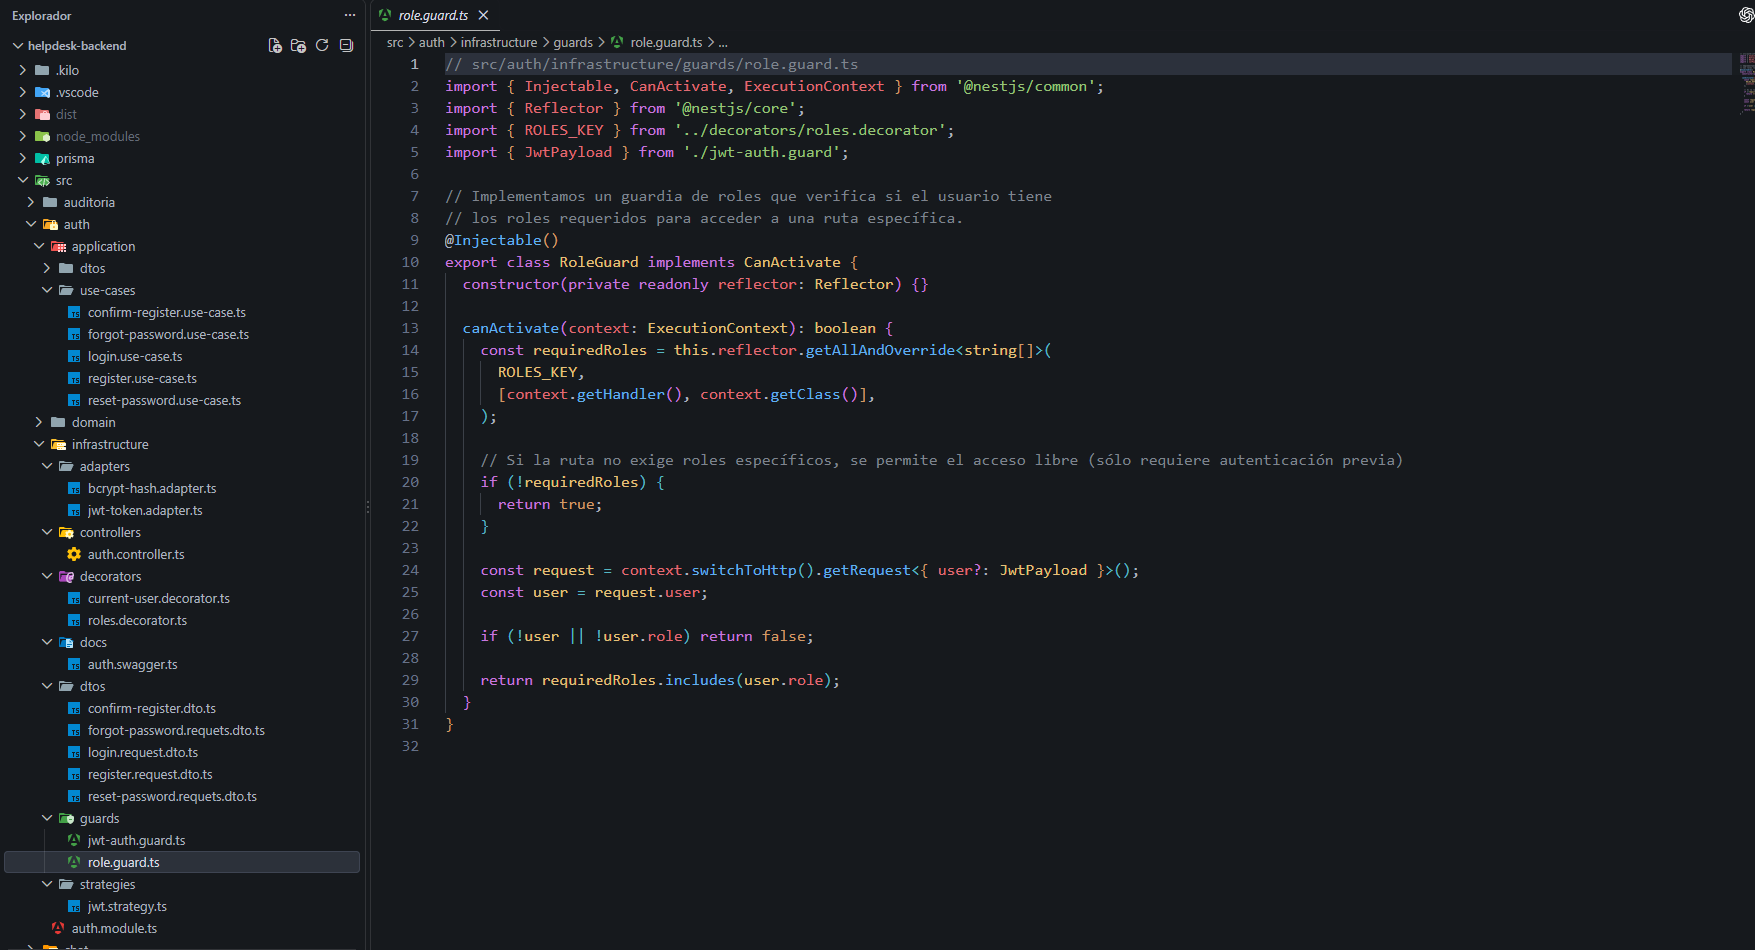 Explorador
helpdesk-backend
.kilo
.vscode
dist
node_modules
prisma
src
auditoria
auth
application
dtos
use-cases
confirm-register.use-case.ts
forgot-password.use-case.ts
login.use-case.ts
register.use-case.ts
reset-password.use-case.ts
domain
infrastructure
adapters
bcrypt-hash.adapter.ts
jwt-token.adapter.ts
controllers
auth.controller.ts
decorators
current-user.decorator.ts
roles.decorator.ts
docs
auth.swagger.ts
dtos
confirm-register.dto.ts
forgot-password.requets.dto.ts
login.request.dto.ts
register.request.dto.ts
reset-password.requets.dto.ts
guards
jwt-auth.guard.ts
role.guard.ts
strategies
jwt.strategy.ts
auth.module.ts
role.guard.ts
src > auth > infrastructure > guards > role.guard.ts > ...
1 // src/auth/infrastructure/guards/role.guard.ts
2 import { Injectable, CanActivate, ExecutionContext } from '@nestjs/common';
3 import { Reflector } from '@nestjs/core';
4 import { ROLES_KEY } from '../decorators/roles.decorator';
5 import { JwtPayload } from './jwt-auth.guard';
6
7 // Implementamos un guardia de roles que verifica si el usuario tiene
8 // los roles requeridos para acceder a una ruta específica.
9 @Injectable()
10 export class RoleGuard implements CanActivate {
11 constructor(private readonly reflector: Reflector) {}
12
13 canActivate(context: ExecutionContext): boolean {
14 const requiredRoles = this.reflector.getAllAndOverride<string[]>(
15 ROLES_KEY,
16 [context.getHandler(), context.getClass()],
17 );
18
19 // Si la ruta no exige roles específicos, se permite el acceso libre (sólo requiere autenticación previa)
20 if (!requiredRoles) {
21 return true;
22 }
23
24 const request = context.switchToHttp().getRequest<{ user?: JwtPayload }>();
25 const user = request.user;
26
27 if (!user || !user.role) return false;
28
29 return requiredRoles.includes(user.role);
30 }
31 }
32